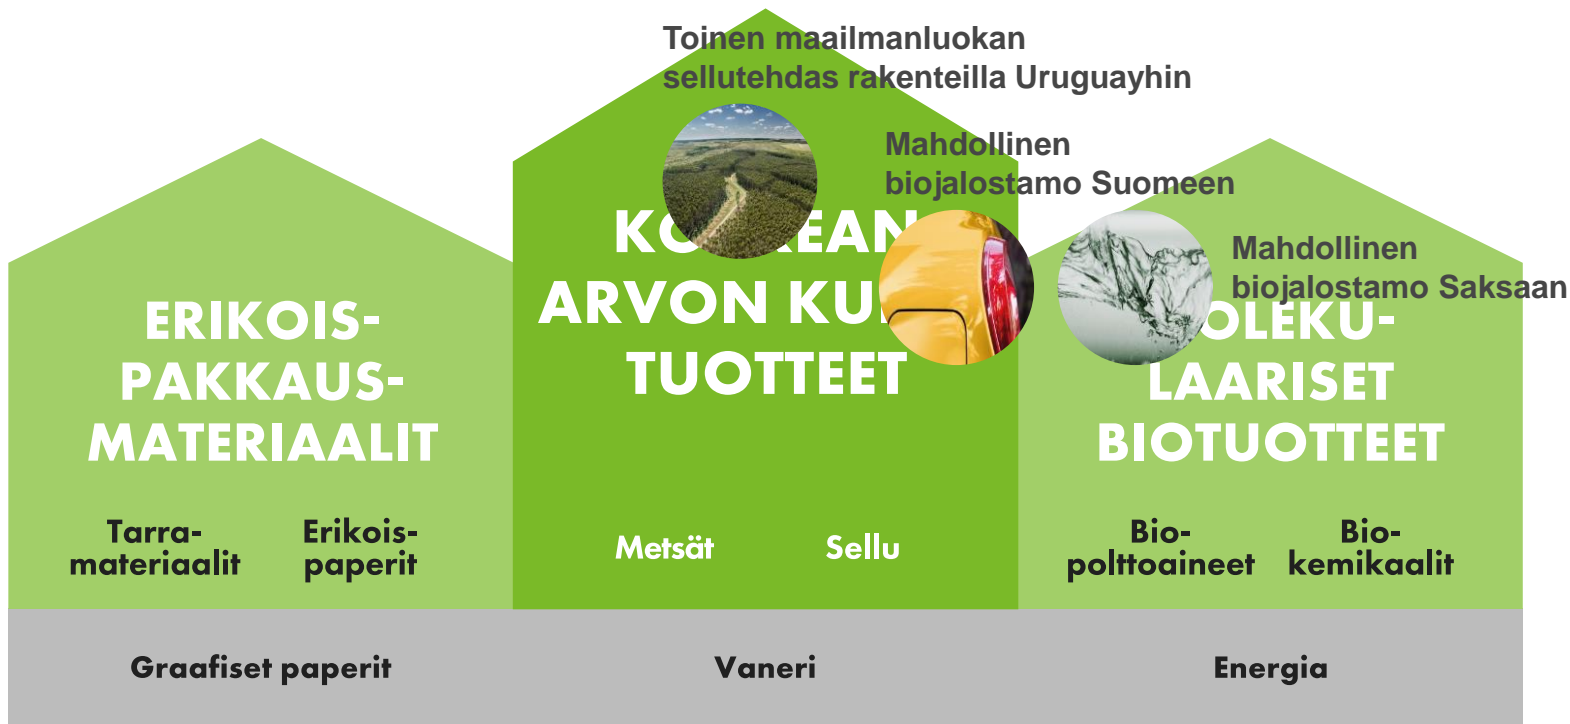 Toinen maailmanluokan
sellutehdas rakenteilla Uruguayhin
Mahdollinen
biojalostamo Suomeen
Mahdollinen
biojalostamo Saksaan
ERIKOIS-
PAKKAUS-
MATERIAALIT
Tarra-
materiaalit
Erikois-
paperit
ARVON
TUOTTEET
Metsät
Sellu
LAARISET
BIOTUOTTEET
Bio-
polttoaineet
Bio-
kemikaalit
Graafiset paperit
Vaneri
Energia